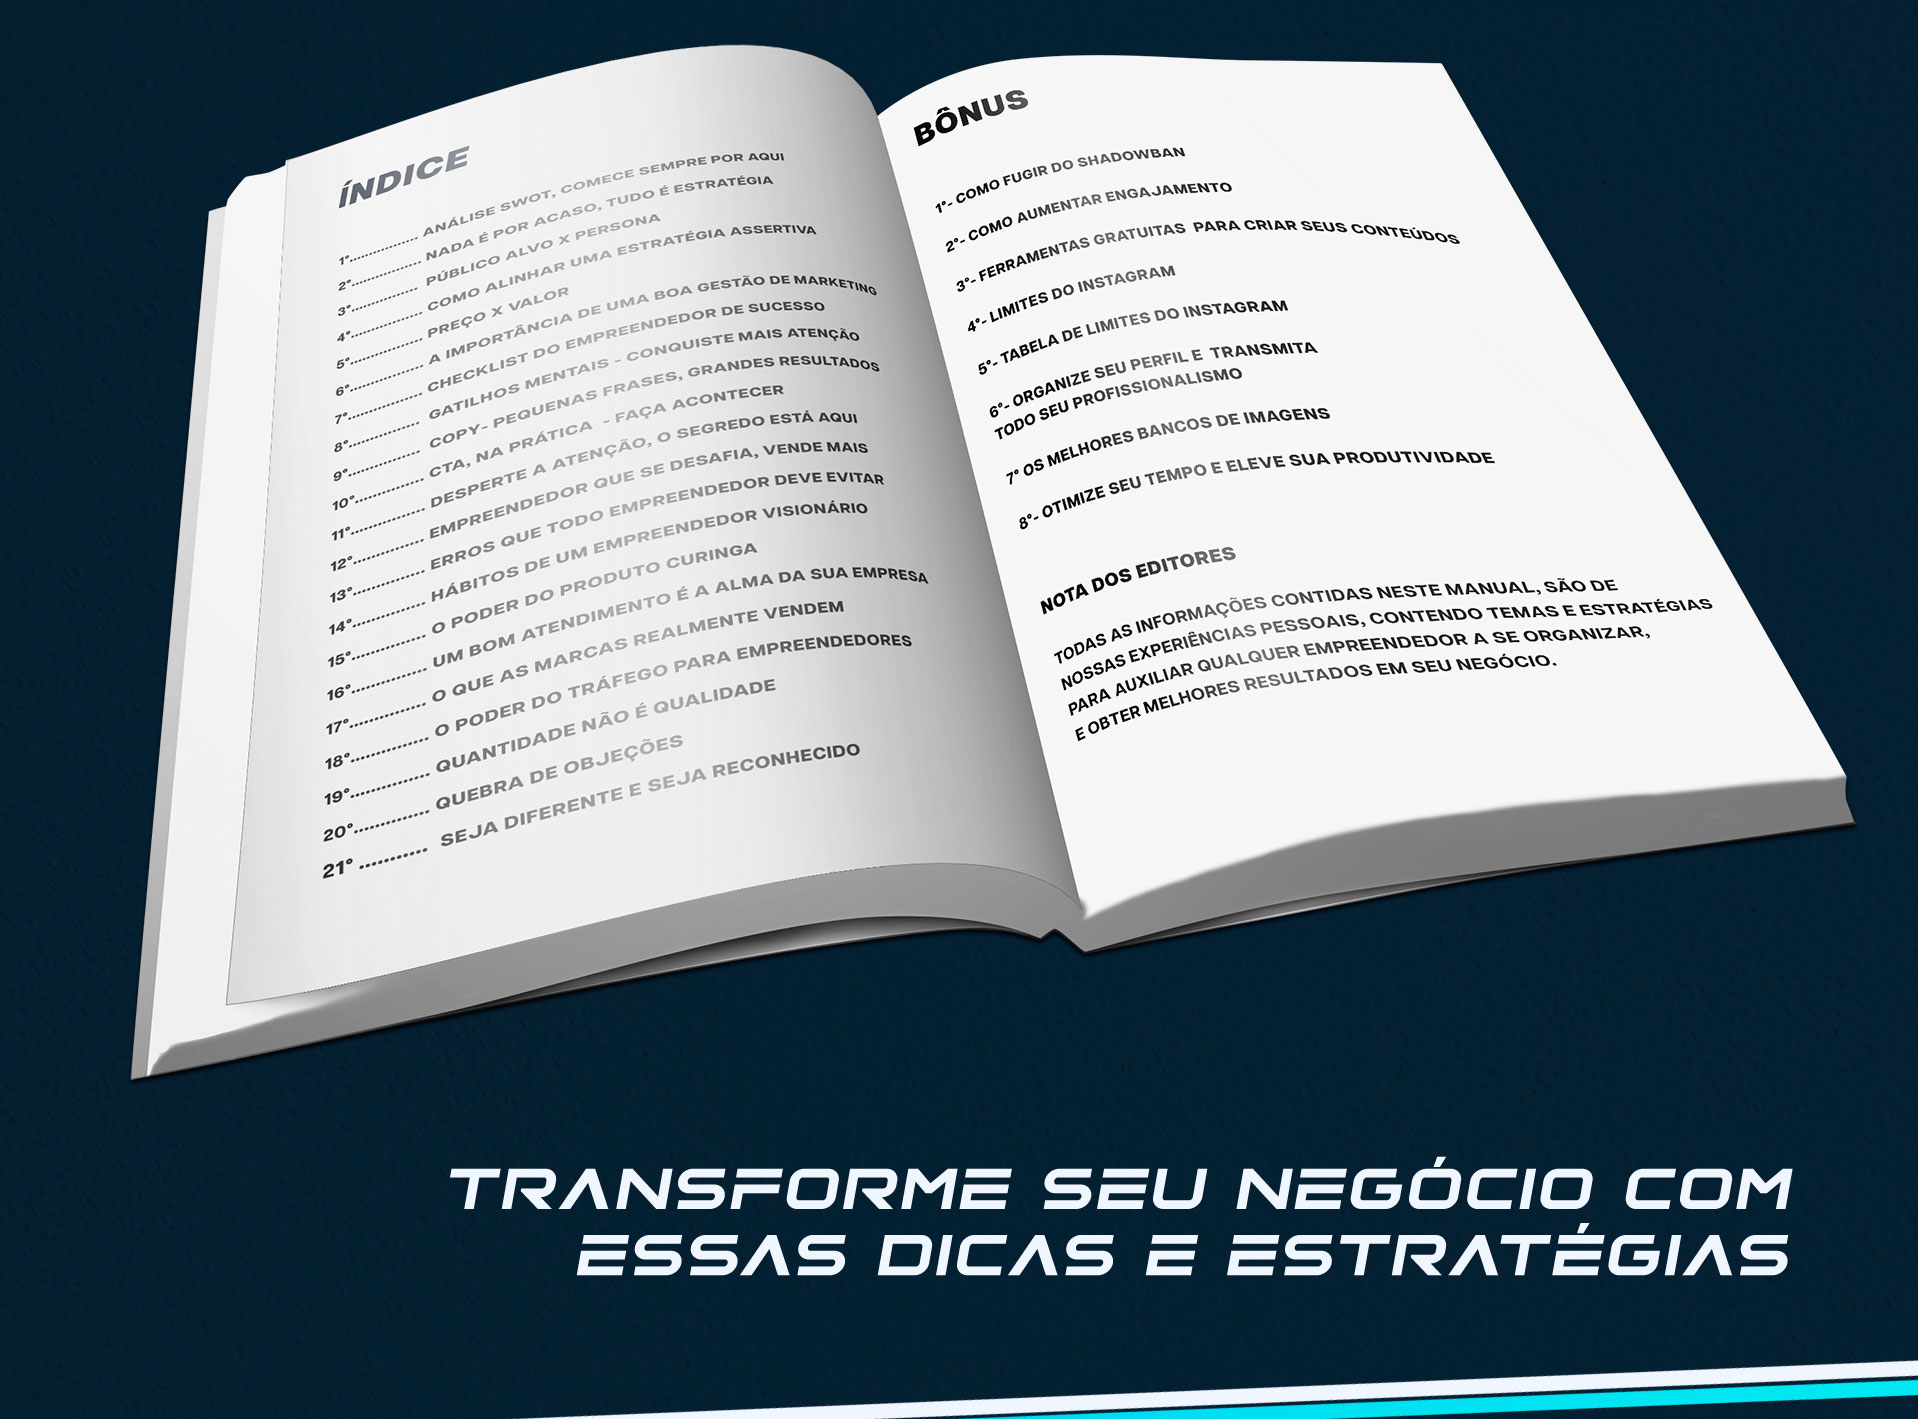 ÍNDICE
1°................ ANÁLISE SWOT, COMECE SEMPRE POR AQUI
2°................ NADA É POR ACASO, TUDO É ESTRATÉGIA
3°................ PÚBLICO ALVO X PERSONA
4°................ COMO ALINHAR UMA ESTRATÉGIA ASSERTIVA
5°................ PREÇO X VALOR
6°................ A IMPORTÂNCIA DE UMA BOA GESTÃO DE MARKETING
7°................ CHECKLIST DO EMPREENDEDOR DE SUCESSO
8°................ GATILHOS MENTAIS - CONQUISTE MAIS ATENÇÃO
9°................ COPY- PEQUENAS FRASES, GRANDES RESULTADOS
10°............... CTA, NA PRÁTICA - FAÇA ACONTECER
11°............... DESPERTE A ATENÇÃO, O SEGREDO ESTÁ AQUI
12°............... EMPREENDEDOR QUE SE DESAFIA, VENDE MAIS
13°............... ERROS QUE TODO EMPREENDEDOR DEVE EVITAR
14°............... HÁBITOS DE UM EMPREENDEDOR VISIONÁRIO
15°............... O PODER DO PRODUTO CURINGA
16°............... UM BOM ATENDIMENTO É A ALMA DA SUA EMPRESA
17°............... O QUE AS MARCAS REALMENTE VENDEM
18°............... O PODER DO TRÁFEGO PARA EMPREENDEDORES
19°............... QUANTIDADE NÃO É QUALIDADE
20°.............. QUEBRA DE OBJEÇÕES
21° ........... SEJA DIFERENTE E SEJA RECONHECIDO
BÔNUS
1°- COMO FUGIR DO SHADOWBAN
2°- COMO AUMENTAR ENGAJAMENTO
3°- FERRAMENTAS GRATUITAS PARA CRIAR SEUS CONTEÚDOS
4°- LIMITES DO INSTAGRAM
5°- TABELA DE LIMITES DO INSTAGRAM
6°- ORGANIZE SEU PERFIL E TRANSMITA
TODO SEU PROFISSIONALISMO
7° OS MELHORES BANCOS DE IMAGENS
8°- OTIMIZE SEU TEMPO E ELEVE SUA PRODUTIVIDADE
NOTA DOS EDITORES
TODAS AS INFORMAÇÕES CONTIDAS NESTE MANUAL, SÃO DE
NOSSAS EXPERIÊNCIAS PESSOAIS, CONTENDO TEMAS E ESTRATÉGIAS
PARA AUXILIAR QUALQUER EMPREENDEDOR A SE ORGANIZAR,
E OBTER MELHORES RESULTADOS EM SEU NEGÓCIO.
TRANSFORME SEU NEGÓCIO COM
ESSAS DICAS E ESTRATÉGIAS